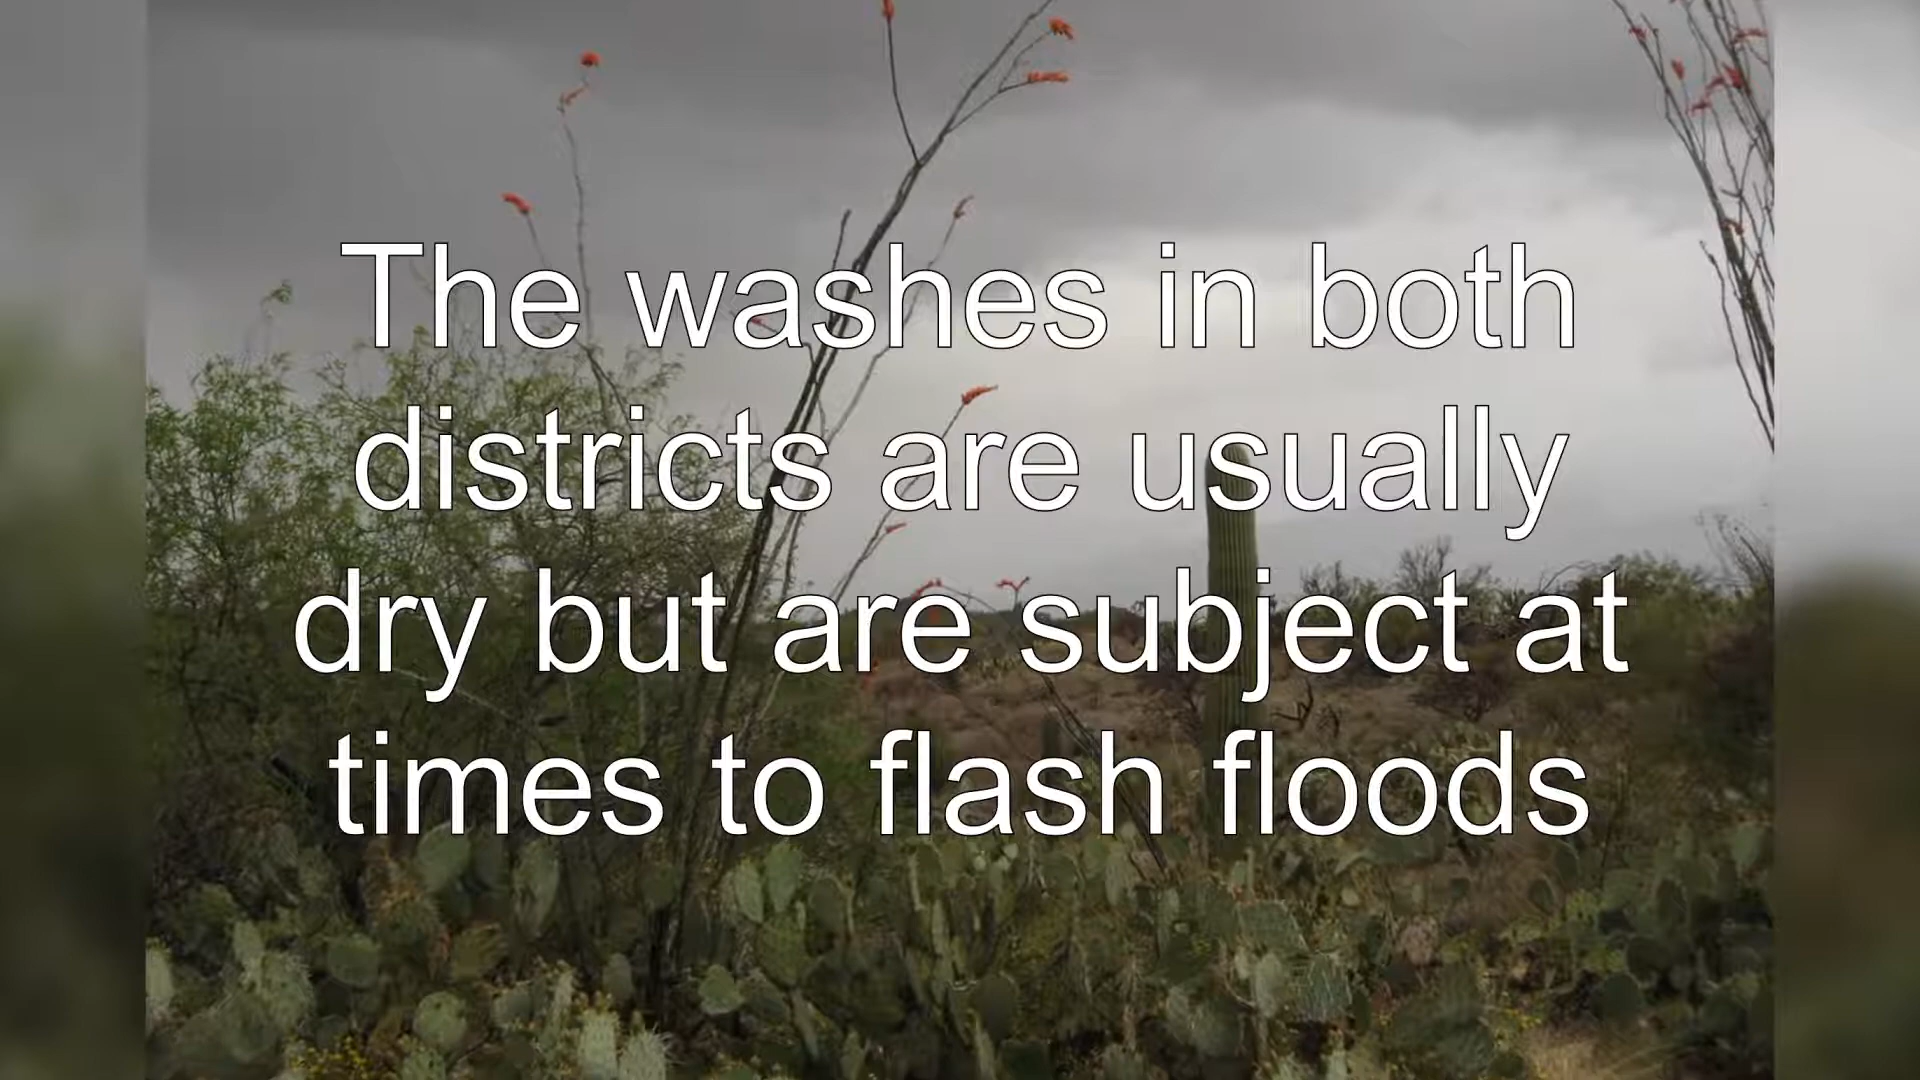 The washes in both
districts are usually
dry but are subject at
times to flash floods